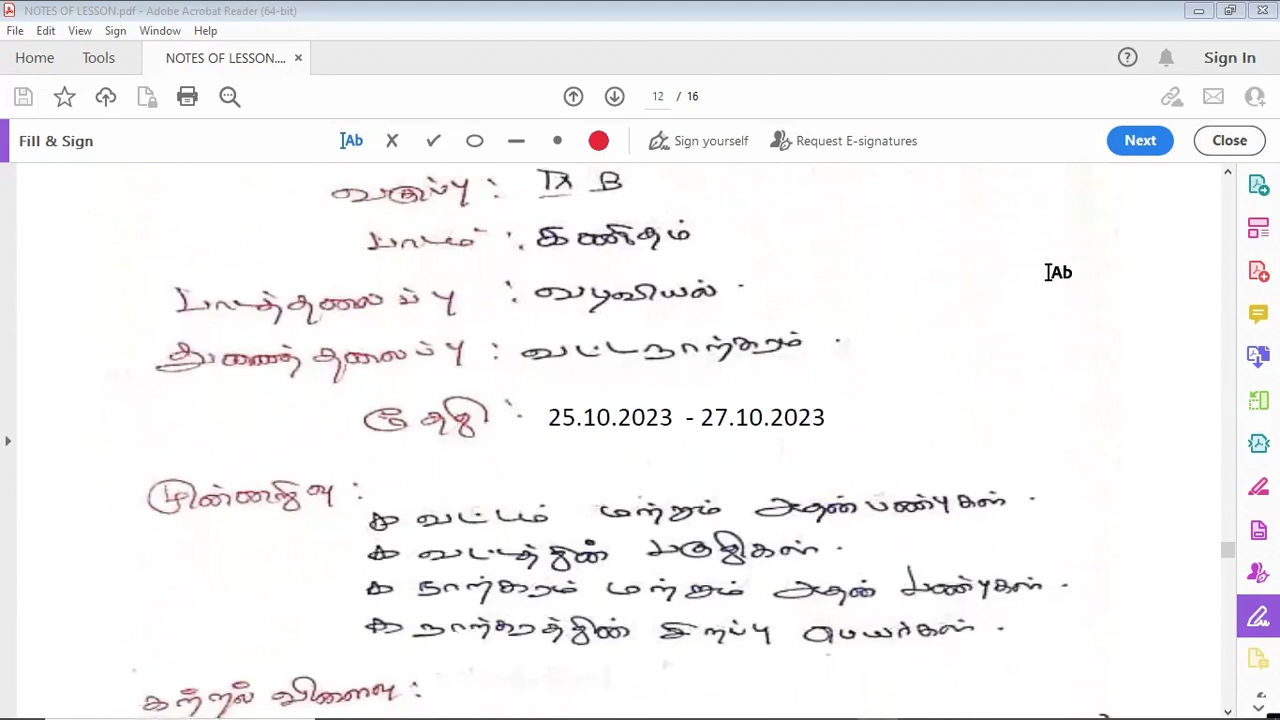 NOTES OF LESSON.pdf - Adobe Acrobat Reader (64-bit)
File Edit View Sign Window Help
Home Tools NOTES OF LESSON.... × Sign In
12 / 16
Fill & Sign Ab Sign yourself Request E-signatures Next Close
வகுப்பு : IX B
பாடம் : கணிதம்
Ab
பாடத்தலைப்பு : வடிவியல் .
துணைத் தலைப்பு : வட்டநாற்கரம் .
தேதி : 25.10.2023 - 27.10.2023
முன்னறிவு :
வட்டம் மற்றும் அதன் பண்புகள் .
வட்டத்தின் பகுதிகள் .
நாற்கரம் மற்றும் அதன் பண்புகள் .
நாற்கரத்தின் சிறப்பு பெயர்கள் .
கற்றல் விளைவு :